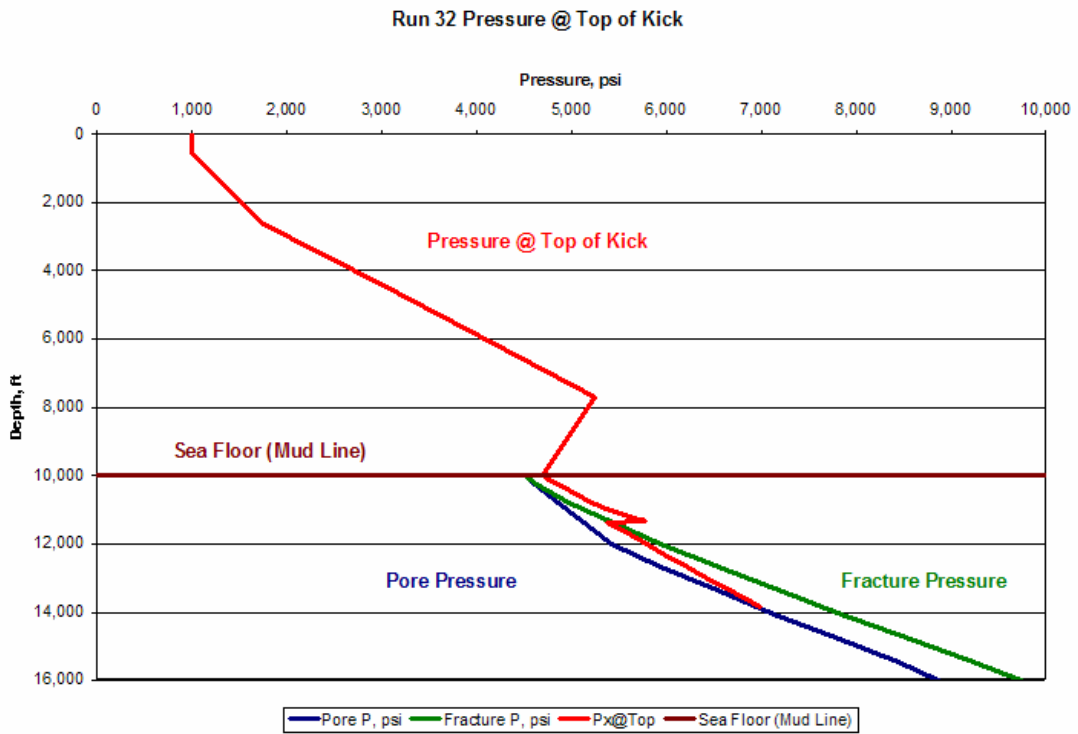 Run 32 Pressure @ Top of Kick
Pressure, psi
0 1,000 2,000 3,000 4,000 5,000 6,000 7,000 8,000 9,000 10,000
0
2,000
Pressure @ Top of Kick
4,000
6,000
8,000
Depth, ft
Sea Floor (Mud Line)
10,000
12,000
Pore Pressure Fracture Pressure
14,000
16,000
Pore P, psi Fracture P, psi Px@Top Sea Floor (Mud Line)